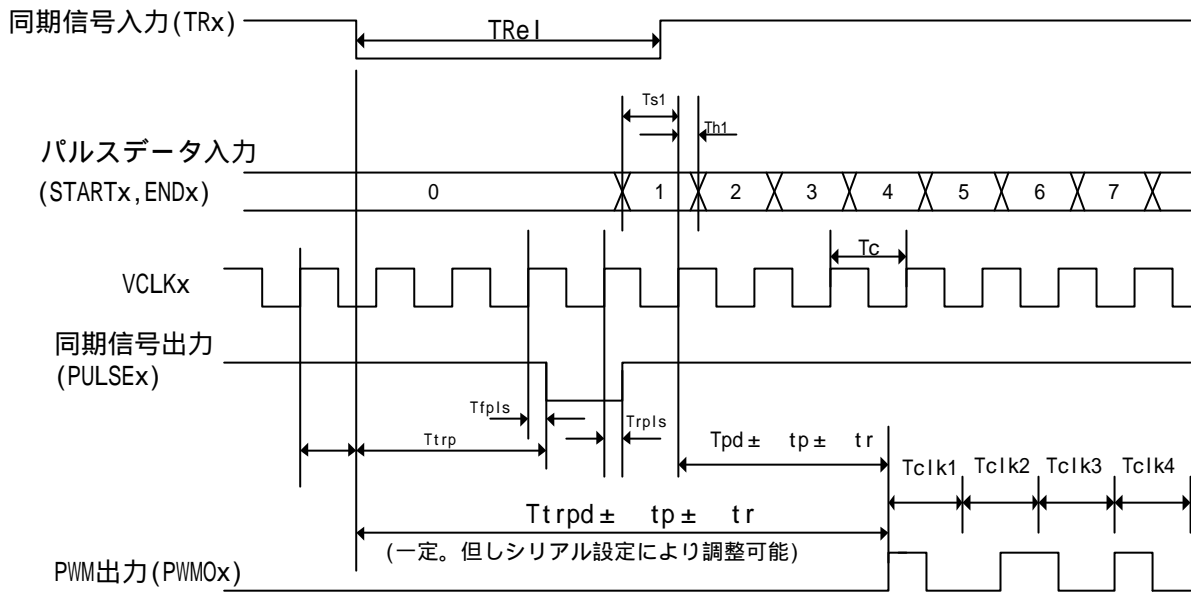 同期信号入力(TRx)
TRel
Ts1
Th1
パルスデータ入力
(STARTx,ENDx)
0 1 2 3 4 5 6 7
Tc
VCLKx
同期信号出力
(PULSEx)
Tfpls
Trpls
Ttrp
Tpd± tp± tr
Tclk1 Tclk2 Tclk3 Tclk4
Ttrpd± tp± tr
(一定。但しシリアル設定により調整可能)
PWM出力(PWMOx)